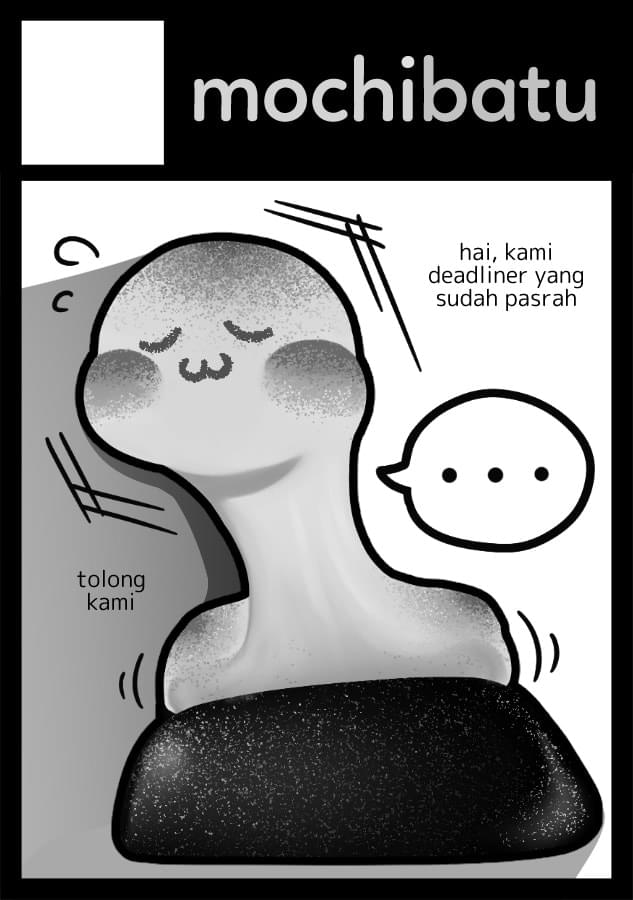 mochibatu
hai, kami
deadliner yang
sudah pasrah
. . .
tolong
kami